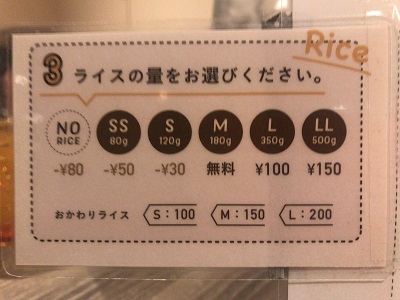 Rice
3 ライスの量をお選びください。
NO RICE SS 80g S 120g M 180g L 350g LL 500g
-¥80 -¥50 -¥30 無料 ¥100 ¥150
おかわりライス S:100 M:150 L:200